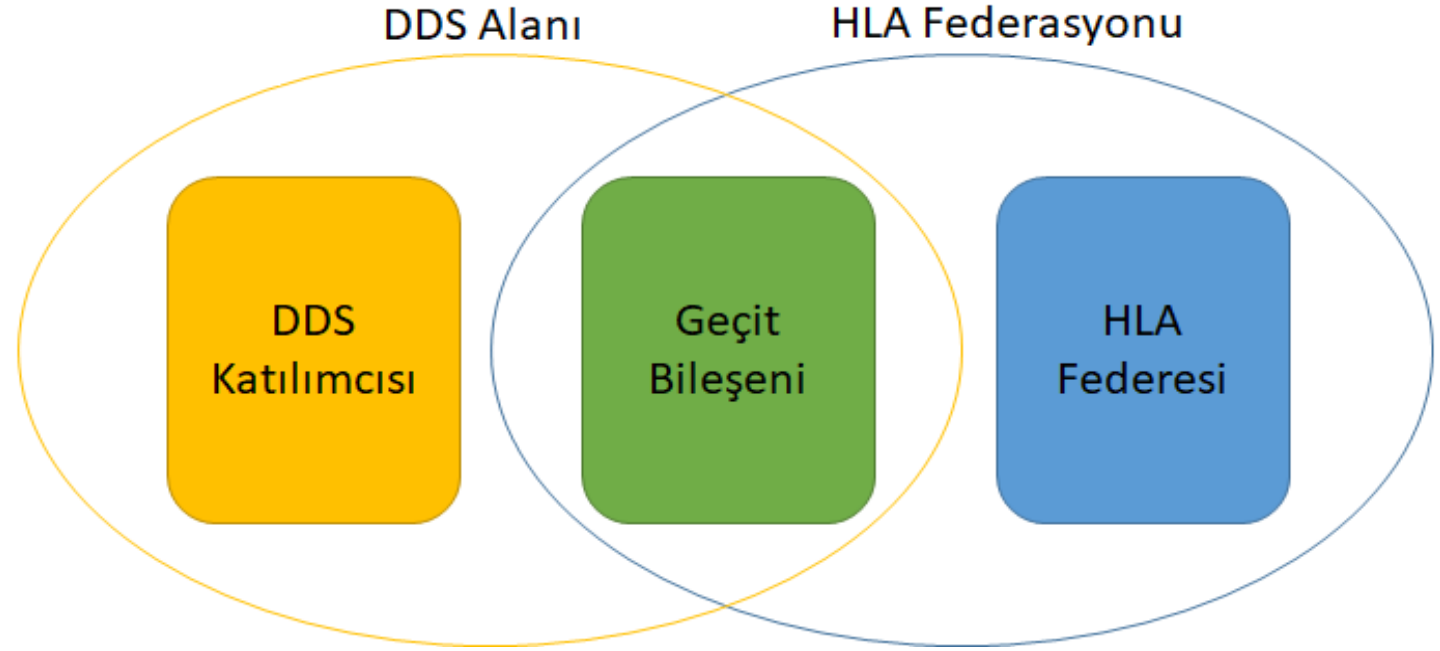 DDS Alanı
HLA Federasyonu
DDS
Katılımcısı
Geçit
Bileşeni
HLA
Federesi